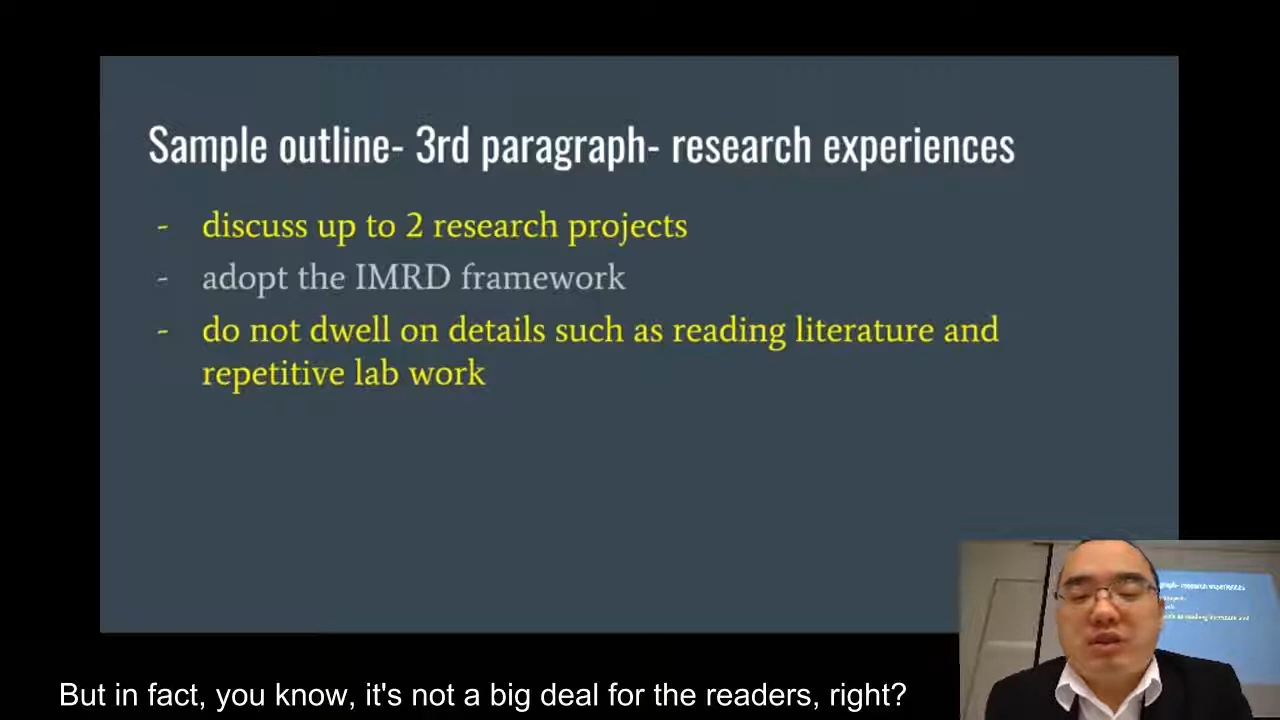 Sample outline- 3rd paragraph- research experiences
- discuss up to 2 research projects
- adopt the IMRD framework
- do not dwell on details such as reading literature and
repetitive lab work
research experiences
But in fact, you know, it's not a big deal for the readers, right?